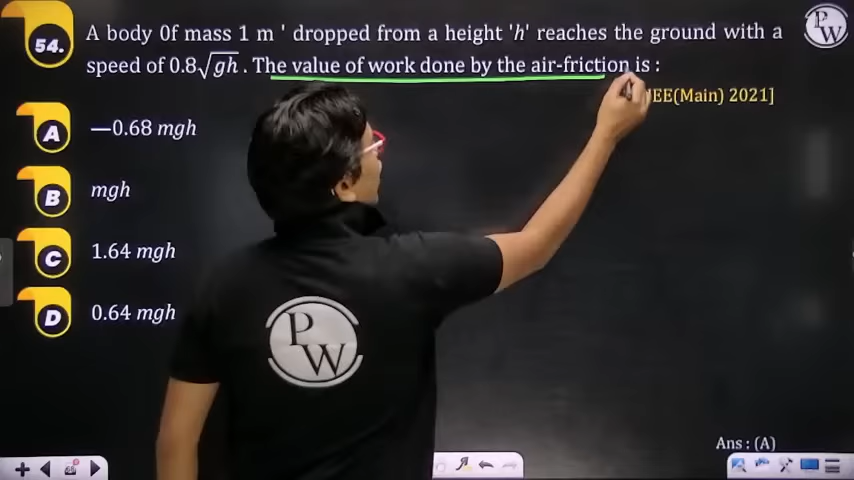 54.
A body 0f mass 1 m ' dropped from a height 'h' reaches the ground with a
speed of 0.8√gh. The value of work done by the air-friction is :
EE(Main) 2021]
A —0.68 mgh
B mgh
C 1.64 mgh
D 0.64 mgh
PW
PW
Ans : (A)